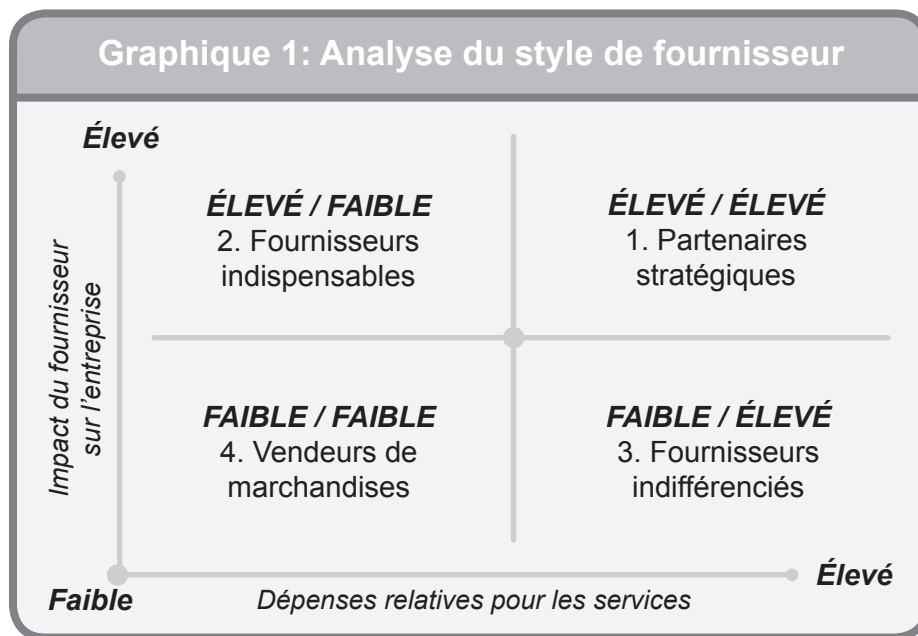 Graphique 1: Analyse du style de fournisseur
Élevé
Impact du fournisseur
sur l'entreprise
ÉLEVÉ / FAIBLE
2. Fournisseurs
indispensables
ÉLEVÉ / ÉLEVÉ
1. Partenaires
stratégiques
FAIBLE / FAIBLE
4. Vendeurs de
marchandises
FAIBLE / ÉLEVÉ
3. Fournisseurs
indifférenciés
Faible
Dépenses relatives pour les services
Élevé